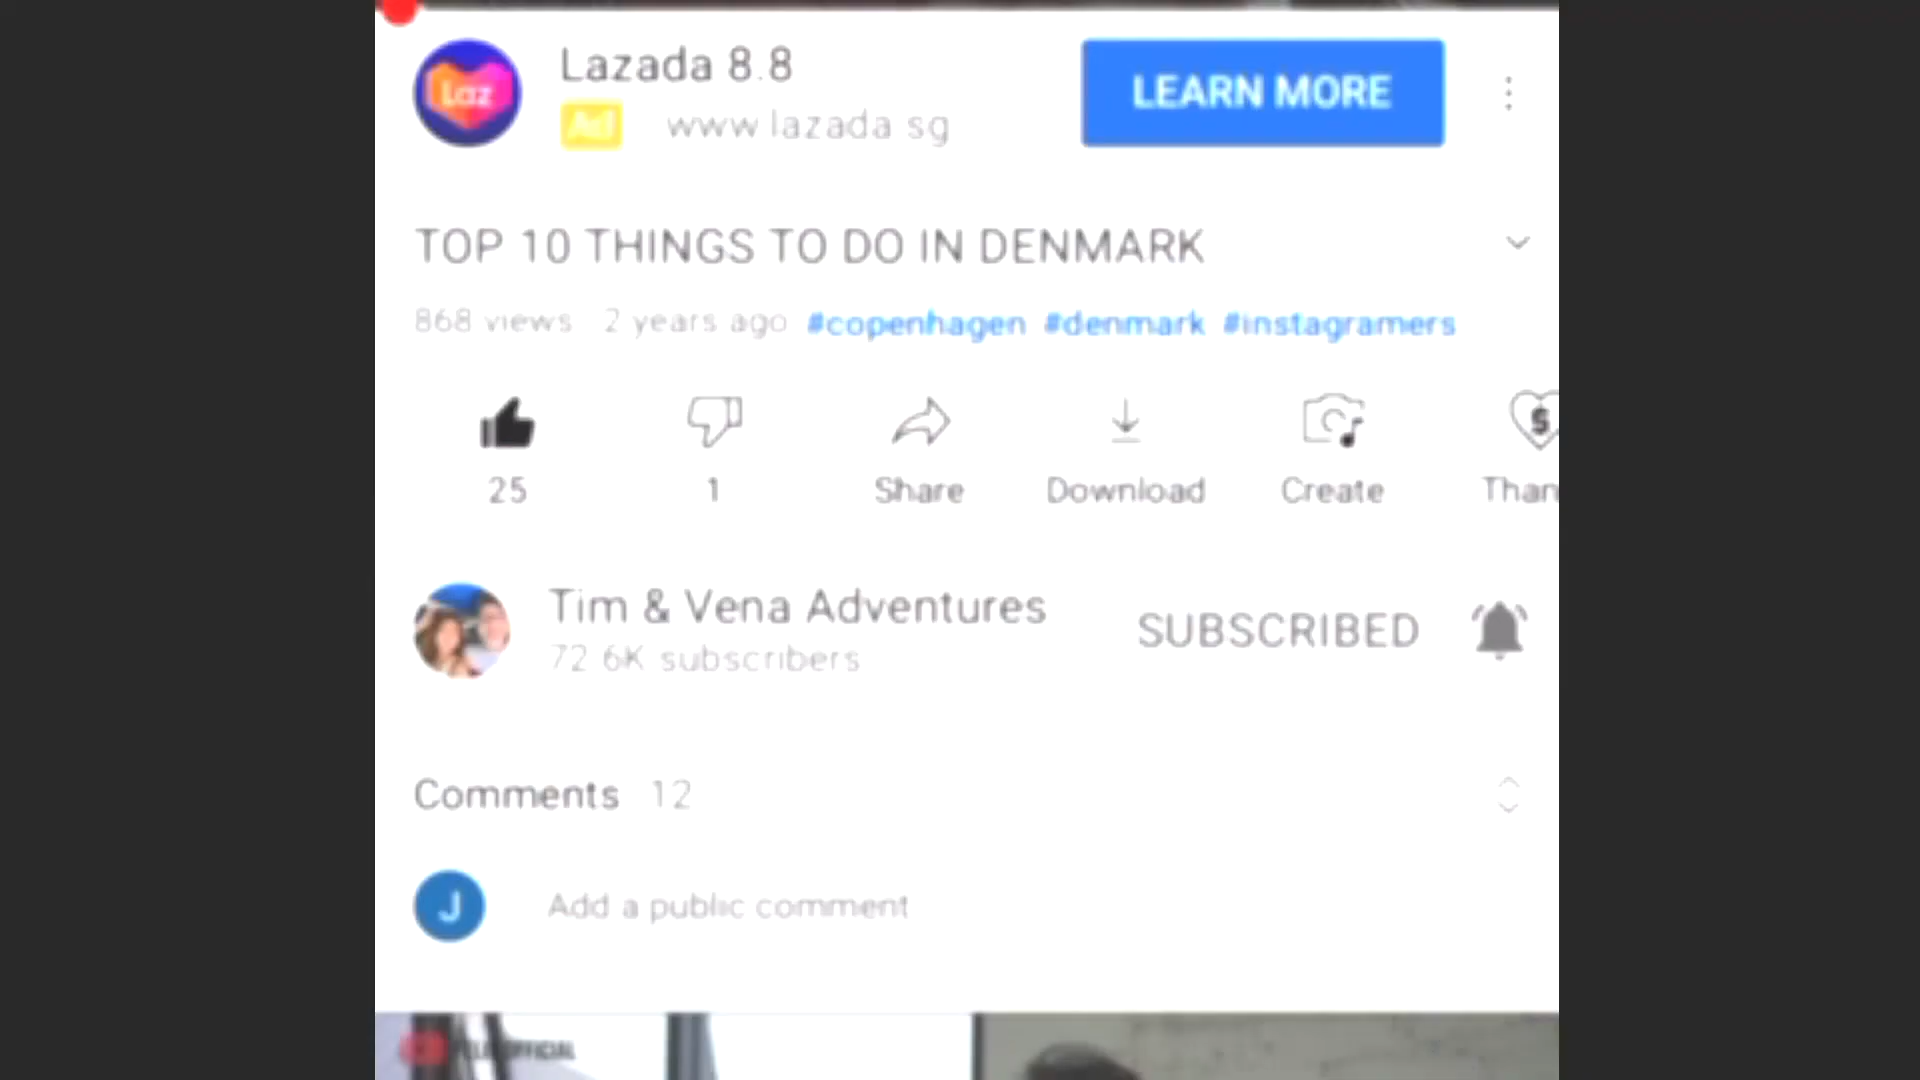 Lazada 8.8
Laz
Ad www.lazada.sg
LEARN MORE
TOP 10 THINGS TO DO IN DENMARK
868 views 2 years ago #copenhagen #denmark #instagramers
25
1
Share
Download
Create
Than
Tim & Vena Adventures
72.6K subscribers
SUBSCRIBED
Comments 12
J
Add a public comment